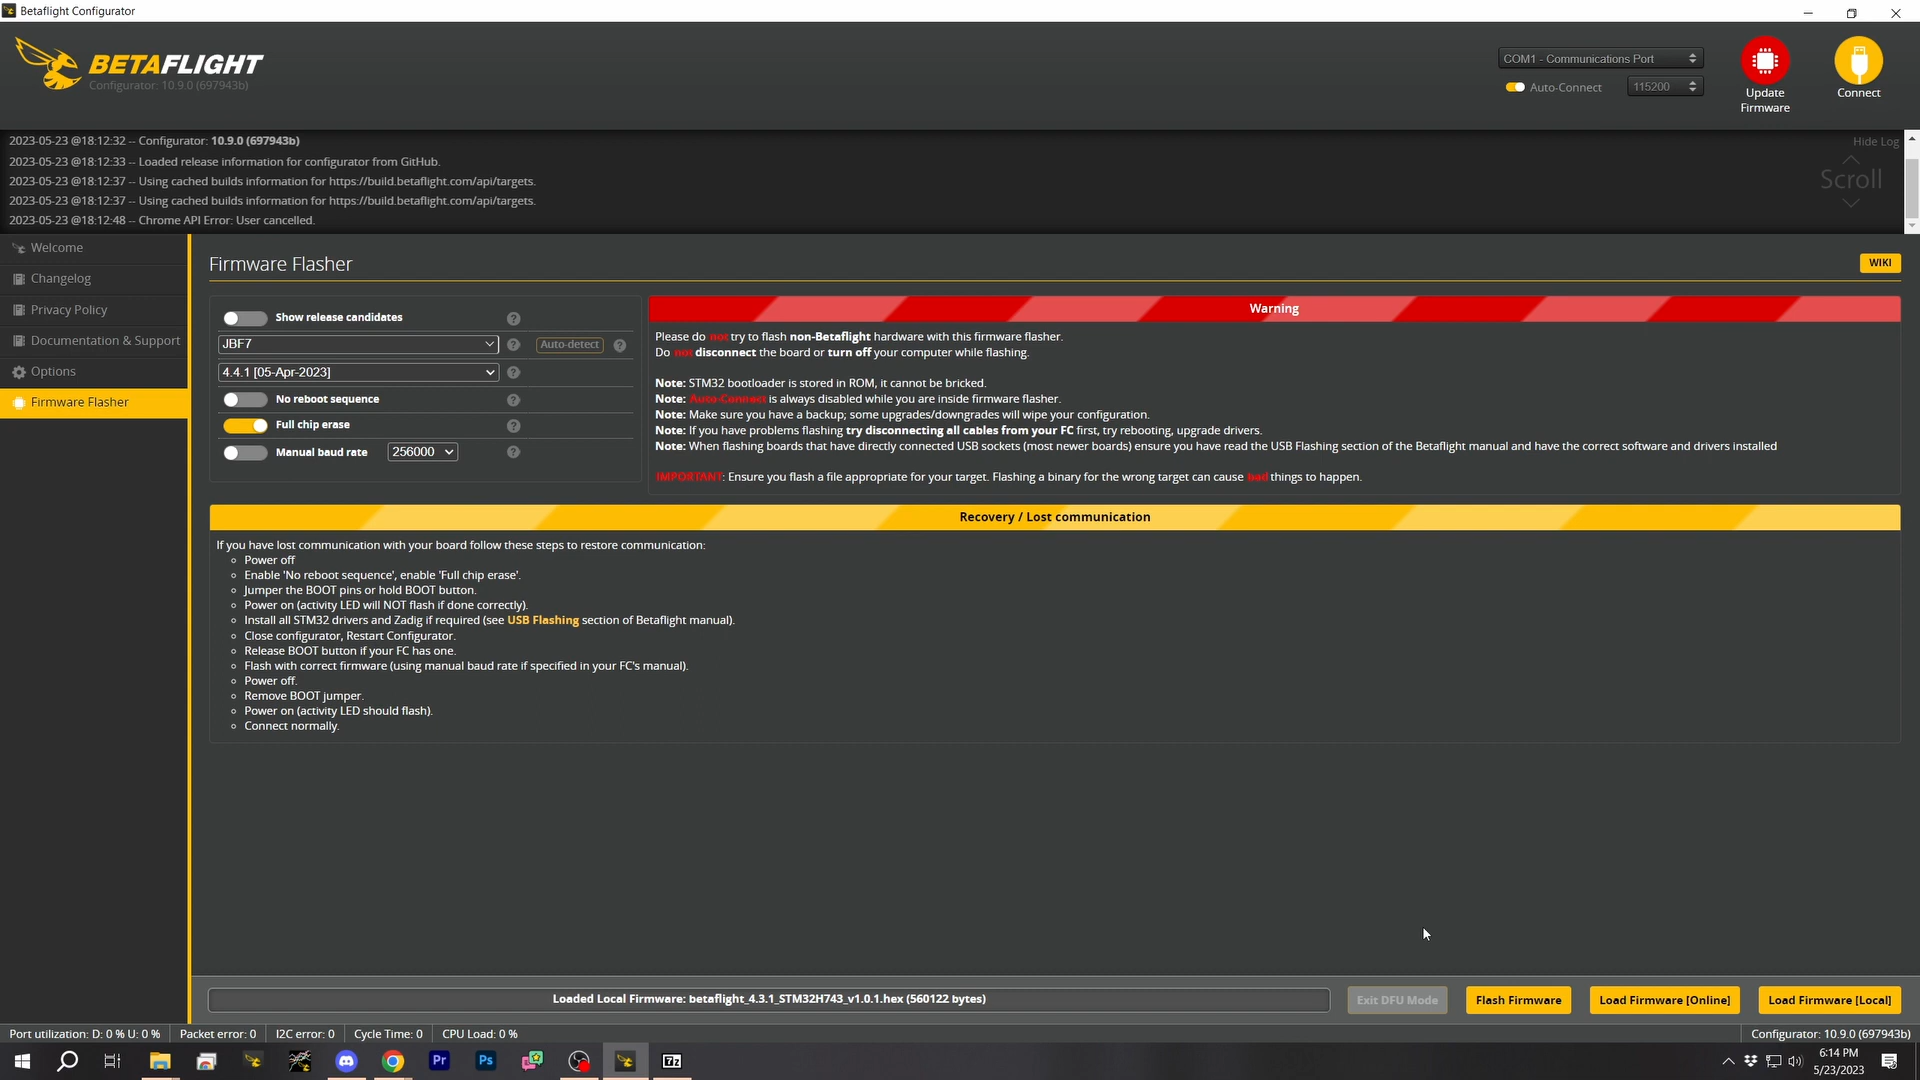 Betaflight Configurator
BETAFLIGHT
Configurator: 10.9.0 (697943b)
COM1 - Communications Port
Auto-Connect
115200
Update
Firmware
Connect
2023-05-23 @18:12:32 -- Configurator: 10.9.0 (697943b)
2023-05-23 @18:12:33 -- Loaded release information for configurator from GitHub.
2023-05-23 @18:12:37 -- Using cached builds information for https://build.betaflight.com/api/targets.
2023-05-23 @18:12:37 -- Using cached builds information for https://build.betaflight.com/api/targets.
2023-05-23 @18:12:48 -- Chrome API Error: User cancelled.
Hide Log
Scroll
Welcome
Changelog
Privacy Policy
Documentation & Support
Options
Firmware Flasher
Firmware Flasher
WIKI
Show release candidates
?
JBF7
?
Auto-detect
?
4.4.1 [05-Apr-2023]
?
No reboot sequence
?
Full chip erase
?
Manual baud rate
256000
?
Warning
Please do not try to flash non-Betaflight hardware with this firmware flasher.
Do not disconnect the board or turn off your computer while flashing.
Note: STM32 bootloader is stored in ROM, it cannot be bricked.
Note: Auto-Connect is always disabled while you are inside firmware flasher.
Note: Make sure you have a backup; some upgrades/downgrades will wipe your configuration.
Note: If you have problems flashing try disconnecting all cables from your FC first, try rebooting, upgrade drivers.
Note: When flashing boards that have directly connected USB sockets (most newer boards) ensure you have read the USB Flashing section of the Betaflight manual and have the correct software and drivers installed
IMPORTANT: Ensure you flash a file appropriate for your target. Flashing a binary for the wrong target can cause bad things to happen.
Recovery / Lost communication
If you have lost communication with your board follow these steps to restore communication:
Power off
Enable 'No reboot sequence', enable 'Full chip erase'.
Jumper the BOOT pins or hold BOOT button.
Power on (activity LED will NOT flash if done correctly).
Install all STM32 drivers and Zadig if required (see USB Flashing section of Betaflight manual).
Close configurator, Restart Configurator.
Release BOOT button if your FC has one.
Flash with correct firmware (using manual baud rate if specified in your FC's manual).
Power off.
Remove BOOT jumper.
Power on (activity LED should flash).
Connect normally.
Loaded Local Firmware: betaflight_4.3.1_STM32H743_v1.0.1.hex (560122 bytes)
Exit DFU Mode
Flash Firmware
Load Firmware [Online]
Load Firmware [Local]
Port utilization: D: 0 % U: 0 %
Packet error: 0
I2C error: 0
Cycle Time: 0
CPU Load: 0 %
Configurator: 10.9.0 (697943b)
Pr
Ps
7z
6:14 PM
5/23/2023